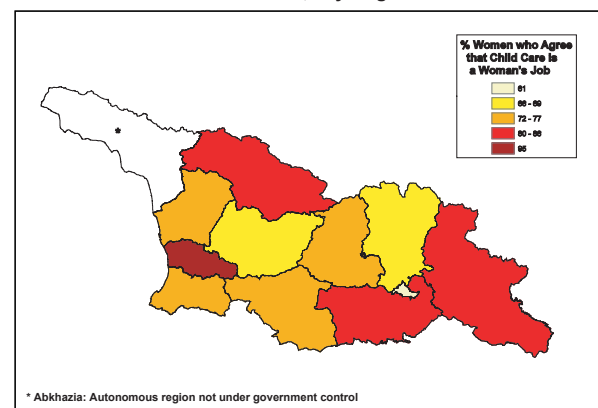 % Women who Agree
that Child Care is
a Woman's Job
61
66 - 69
72 - 77
80 - 86
95
*
* Abkhazia: Autonomous region not under government control